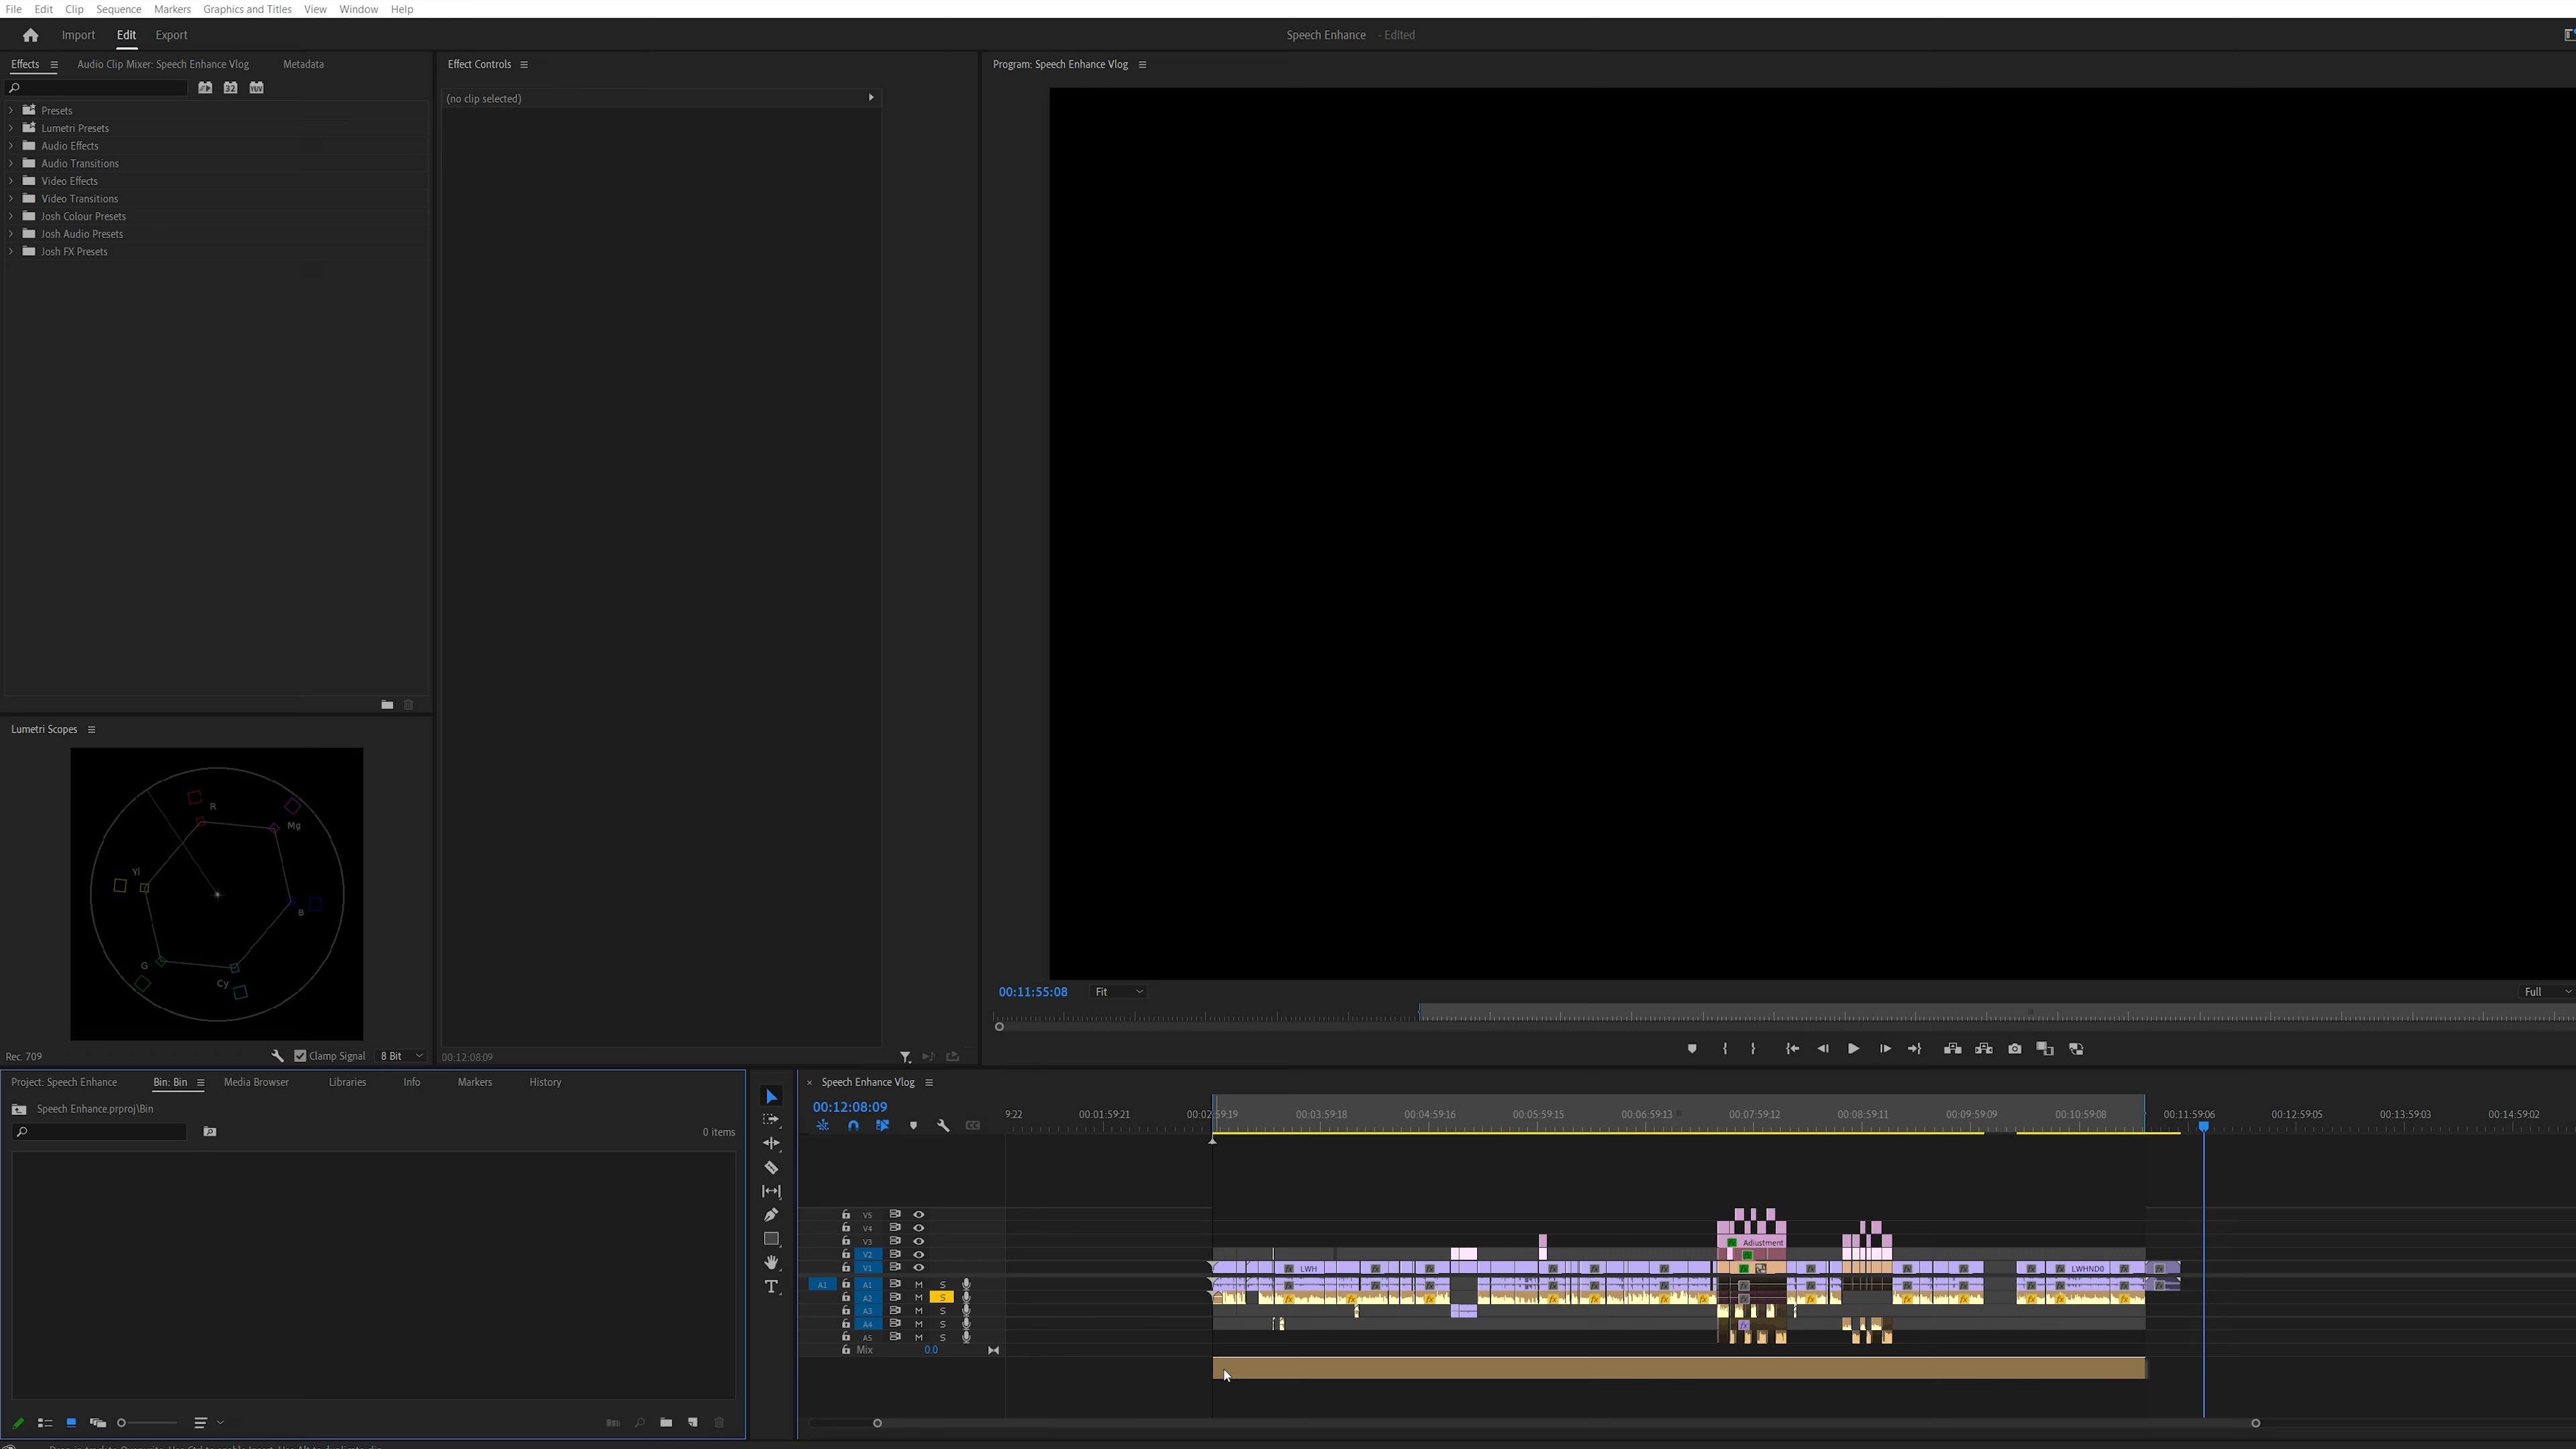 File Edit Clip Sequence Markers Graphics and Titles View Window Help
Import Edit Export Speech Enhance - Edited
Effects Audio Clip Mixer: Speech Enhance Vlog Metadata Effect Controls Program: Speech Enhance Vlog
32 YUV
(no clip selected)
Presets
Lumetri Presets
Audio Effects
Audio Transitions
Video Effects
Video Transitions
Josh Colour Presets
Josh Audio Presets
Josh FX Presets
Lumetri Scopes
R
Mg
Yl
B
G
Cy
00:11:55:08 Fit Full
Rec. 709 Clamp Signal 8 Bit 00:12:08:09
Project: Speech Enhance Bin: Bin Media Browser Libraries Info Markers History
Speech Enhance.prproj\Bin
0 items
× Speech Enhance Vlog
00:12:08:09
9:22 00:01:59:21 00:02:59:19 00:03:59:18 00:04:59:16 00:05:59:15 00:06:59:13 00:07:59:12 00:08:59:11 00:09:59:09 00:10:59:08 00:11:59:06 00:12:59:05 00:13:59:03 00:14:59:02
V5
V4
V3 Adjustment
V2
V1 fx LWH fx LWHND0 fx
A1 A1 M S
A2 M S
A3 M S
A4 M S
A5 M S
Mix 0.0